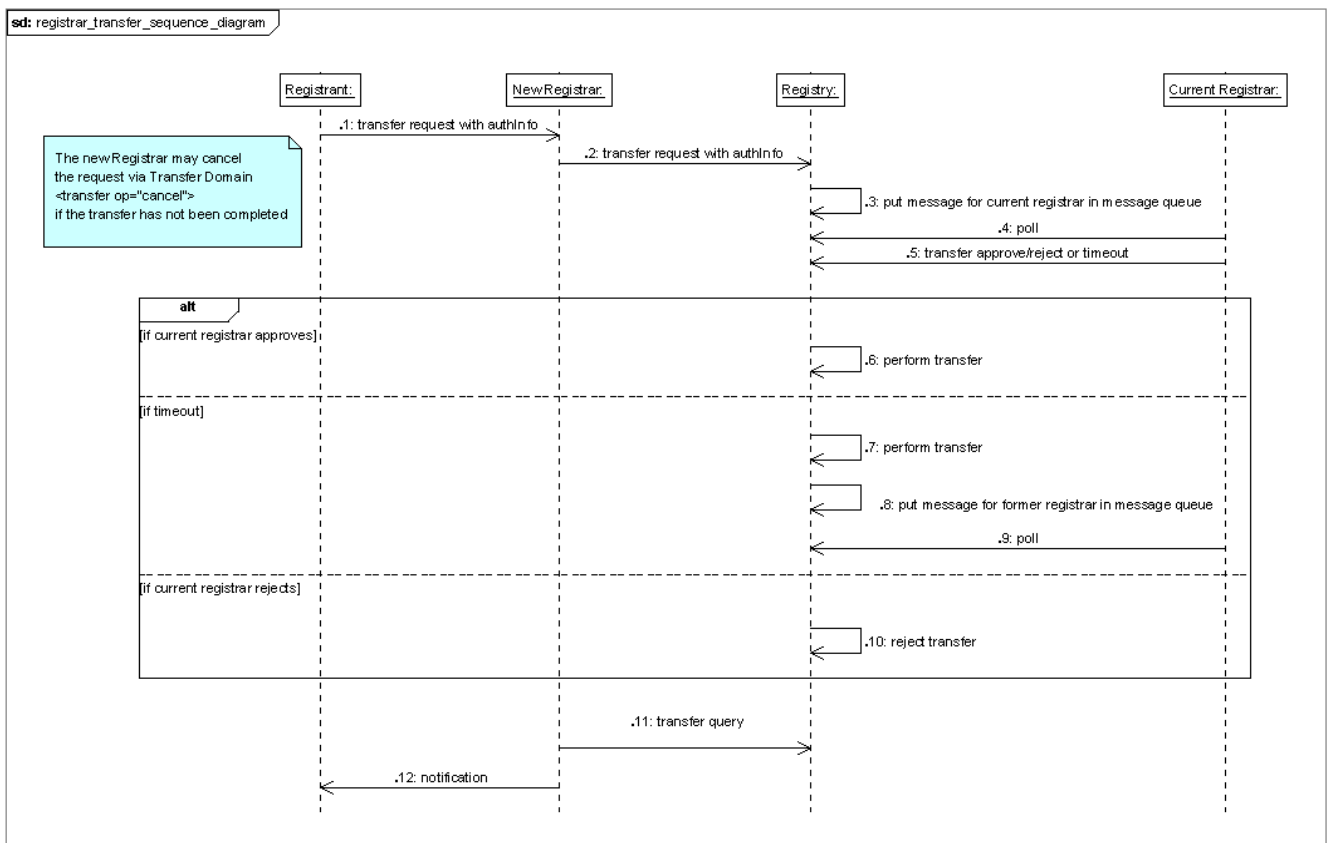 sd: registrar_transfer_sequence_diagram
Registrant:
New Registrar:
Registry:
Current Registrar:
.1: transfer request with authInfo
The new Registrar may cancel
the request via Transfer Domain
<transfer op="cancel">
if the transfer has not been completed
.2: transfer request with authInfo
.3: put message for current registrar in message queue
.4: poll
.5: transfer approve/reject or timeout
alt
[if current registrar approves]
.6: perform transfer
[if timeout]
.7: perform transfer
.8: put message for former registrar in message queue
.9: poll
[if current registrar rejects]
.10: reject transfer
.11: transfer query
.12: notification